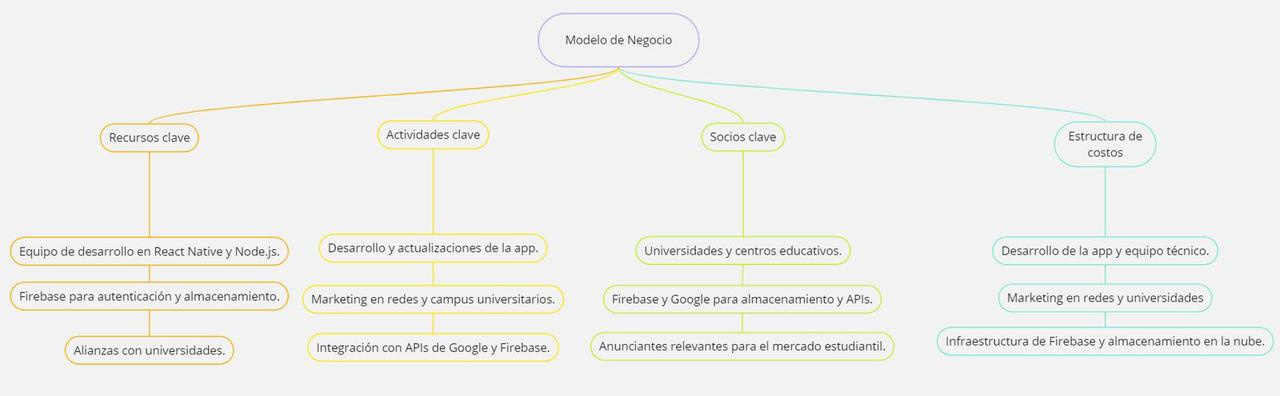 Modelo de Negocio
Recursos clave
Equipo de desarrollo en React Native y Node.js.
Firebase para autenticación y almacenamiento.
Alianzas con universidades.
Actividades clave
Desarrollo y actualizaciones de la app.
Marketing en redes y campus universitarios.
Integración con APIs de Google y Firebase.
Socios clave
Universidades y centros educativos.
Firebase y Google para almacenamiento y APIs.
Anunciantes relevantes para el mercado estudiantil.
Estructura de
costos
Desarrollo de la app y equipo técnico.
Marketing en redes y universidades
Infraestructura de Firebase y almacenamiento en la nube.